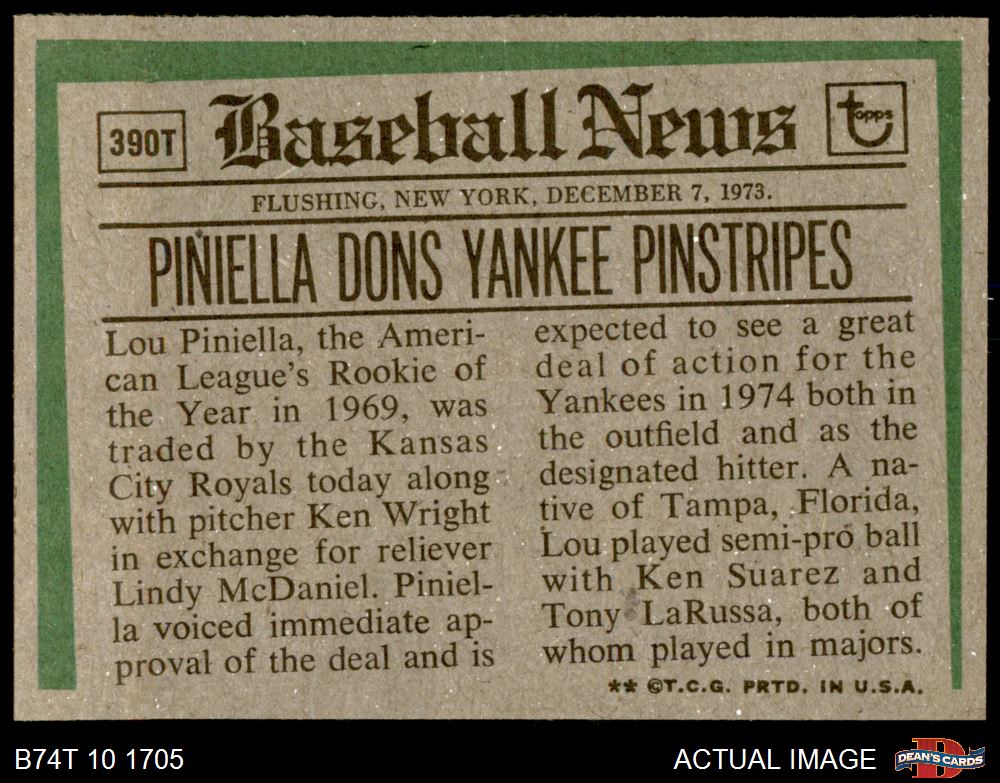 390T
Baseball News
topps
FLUSHING, NEW YORK, DECEMBER 7, 1973.
PINIELLA DONS YANKEE PINSTRIPES
Lou Piniella, the Ameri-
can League's Rookie of
the Year in 1969, was
traded by the Kansas
City Royals today along
with pitcher Ken Wright
in exchange for reliever
Lindy McDaniel. Piniel-
la voiced immediate ap-
proval of the deal and is
expected to see a great
deal of action for the
Yankees in 1974 both in
the outfield and as the
designated hitter. A na-
tive of Tampa, Florida,
Lou played semi-pro ball
with Ken Suarez and
Tony LaRussa, both of
whom played in majors.
** ©T.C.G. PRTD. IN U.S.A.
B74T 10 1705
ACTUAL IMAGE
D
DEAN'S CARDS